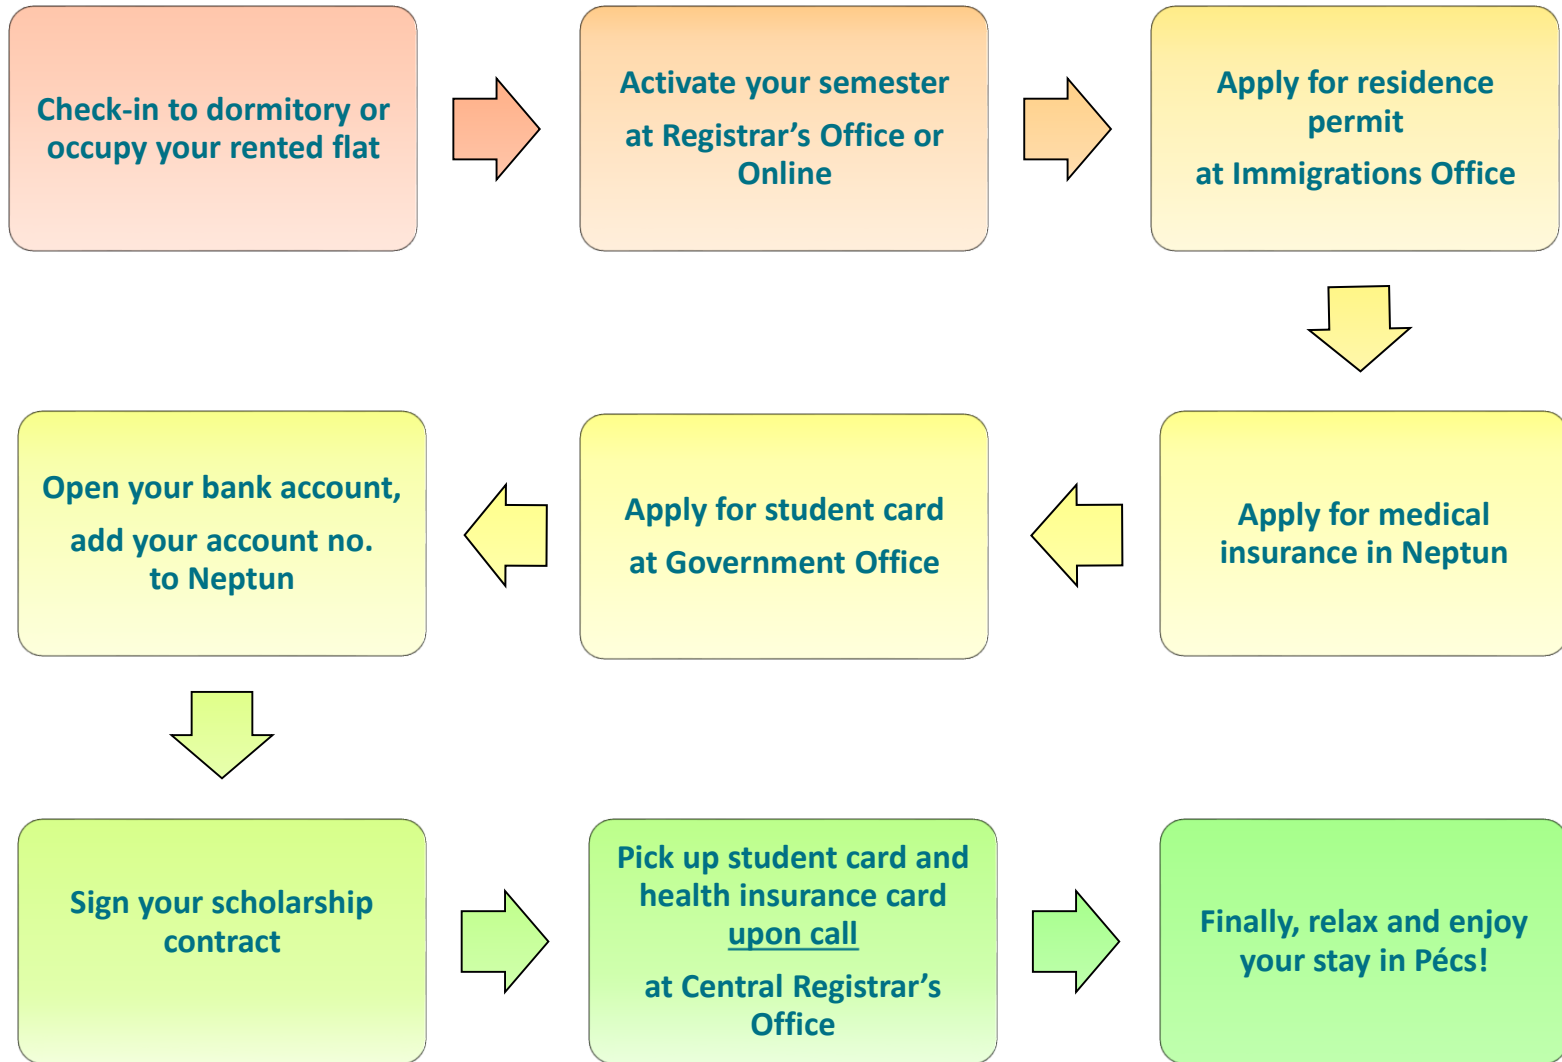 Check-in to dormitory or
occupy your rented flat
Activate your semester
at Registrar's Office or
Online
Apply for residence
permit
at Immigrations Office
Apply for medical
insurance in Neptun
Apply for student card
at Government Office
Open your bank account,
add your account no.
to Neptun
Sign your scholarship
contract
Pick up student card and
health insurance card
upon call
at Central Registrar's
Office
Finally, relax and enjoy
your stay in Pécs!